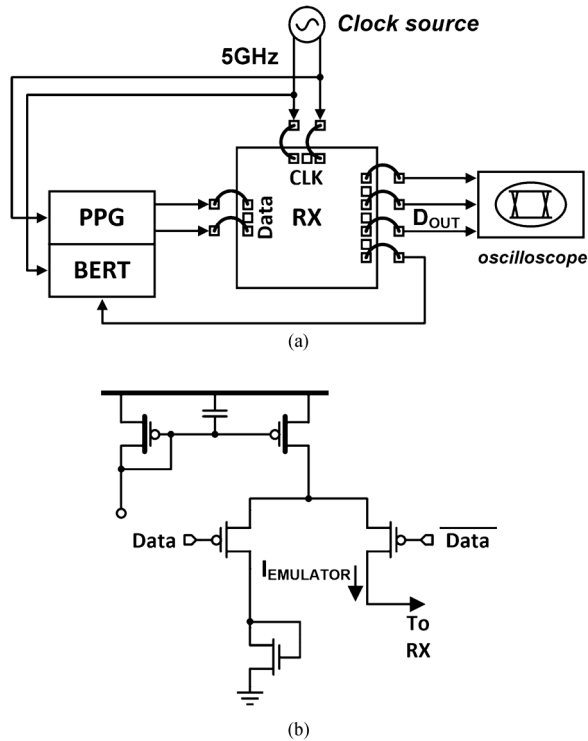 Clock source
5GHz
CLK
PPG
Data
RX
DOUT
BERT
oscilloscope
(a)
Data
Data
IEMULATOR
To
RX
(b)